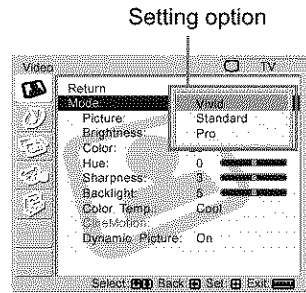 Setting option
Video TV
Return
Mode: Vivid
Picture: Standard
Brightness: Pro
Color:
Hue: 0
Sharpness: 3
Backlight: 5
Color Temp.: Cool
CineMotion:
Dynamic Picture: On
Select: Back: Set: Exit: